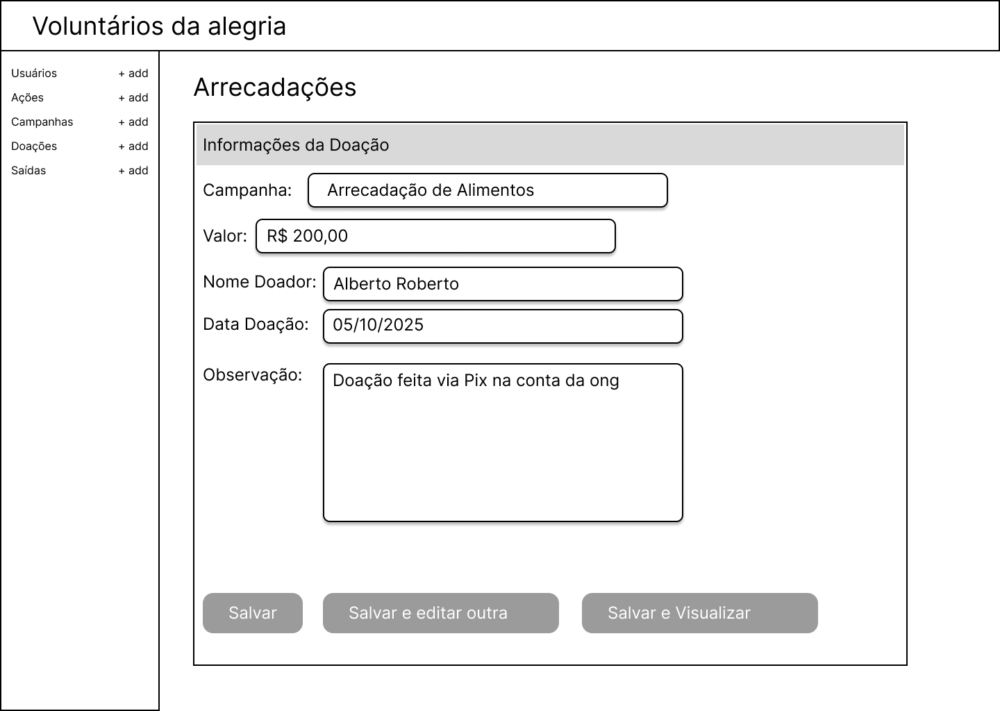 Voluntários da alegria
Usuários + add
Ações + add
Campanhas + add
Doações + add
Saídas + add
Arrecadações
Informações da Doação
Campanha: Arrecadação de Alimentos
Valor: R$ 200,00
Nome Doador: Alberto Roberto
Data Doação: 05/10/2025
Observação: Doação feita via Pix na conta da ong
Salvar Salvar e editar outra Salvar e Visualizar